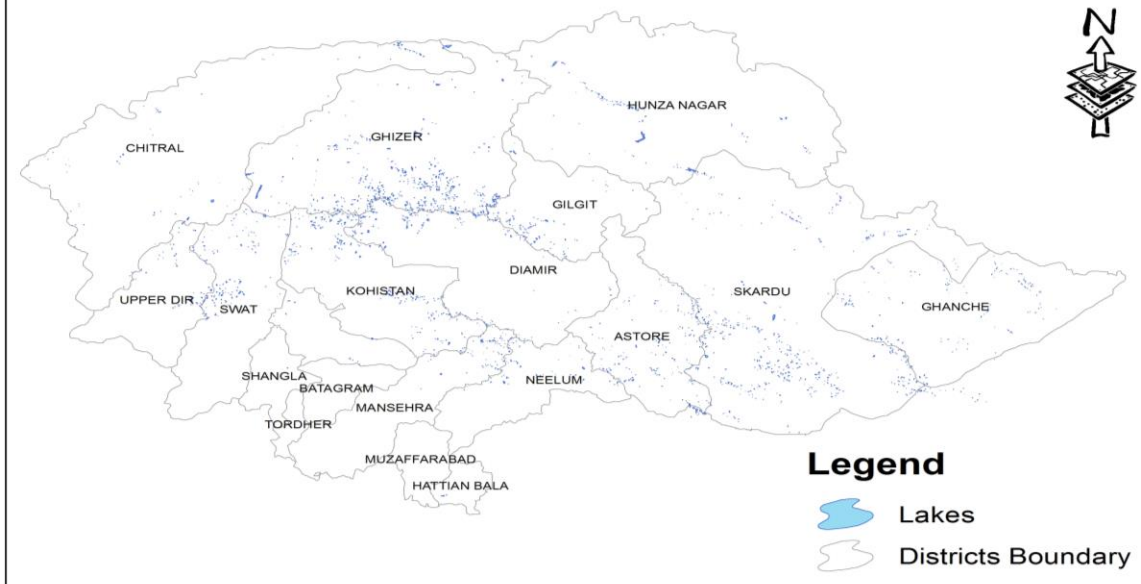 N
HUNZA NAGAR
GHIZER
CHITRAL
GILGIT
DIAMIR
KOHISTAN
SKARDU
UPPER DIR
SWAT
GHANCHE
ASTORE
SHANGLA
NEELUM
BATAGRAM
MANSEHRA
TORDHER
MUZAFFARABAD
HATTIAN BALA
Legend
Lakes
Districts Boundary